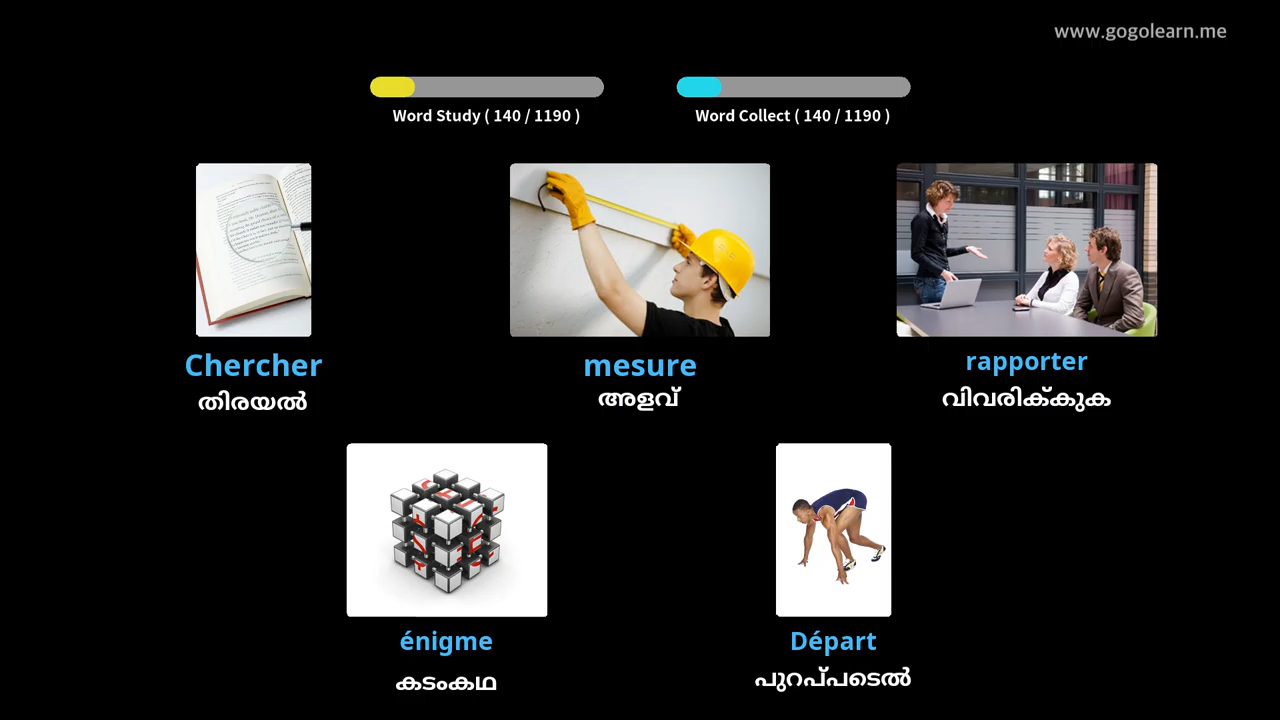 www.gogolearn.me
Word Study ( 140 / 1190 )
Word Collect ( 140 / 1190 )
Chercher
തിരയൽ
mesure
അളവ്
rapporter
വിവരിക്കുക
énigme
കടംകഥ
Départ
പുറപ്പടെൽ